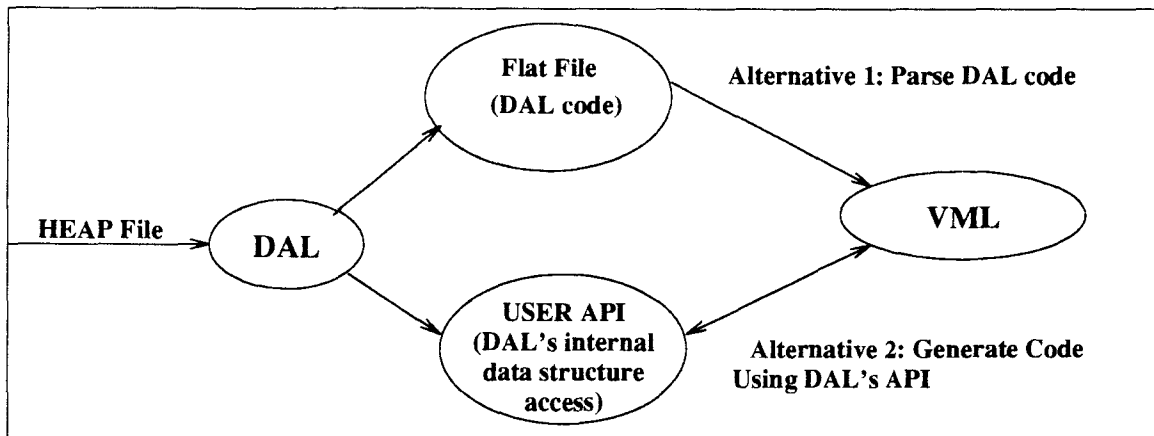 Flat File
(DAL code)
Alternative 1: Parse DAL code
HEAP File
DAL
VML
USER API
(DAL's internal
data structure
access)
Alternative 2: Generate Code
Using DAL's API